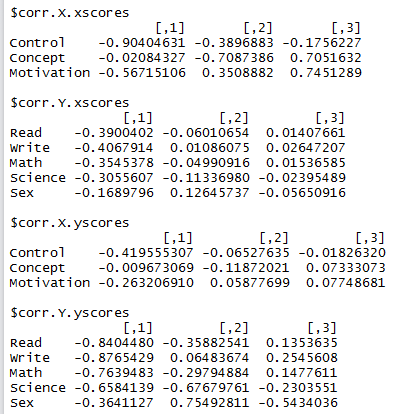 $corr.X.xscores
[,1] [,2] [,3]
Control -0.90404631 -0.3896883 -0.1756227
Concept -0.02084327 -0.7087386 0.7051632
Motivation -0.56715106 0.3508882 0.7451289
$corr.Y.xscores
[,1] [,2] [,3]
Read -0.3900402 -0.06010654 0.01407661
Write -0.4067914 0.01086075 0.02647207
Math -0.3545378 -0.04990916 0.01536585
Science -0.3055607 -0.11336980 -0.02395489
Sex -0.1689796 0.12645737 -0.05650916
$corr.X.yscores
[,1] [,2] [,3]
Control -0.419555307 -0.06527635 -0.01826320
Concept -0.009673069 -0.11872021 0.07333073
Motivation -0.263206910 0.05877699 0.07748681
$corr.Y.yscores
[,1] [,2] [,3]
Read -0.8404480 -0.35882541 0.1353635
Write -0.8765429 0.06483674 0.2545608
Math -0.7639483 -0.29794884 0.1477611
Science -0.6584139 -0.67679761 -0.2303551
Sex -0.3641127 0.75492811 -0.5434036